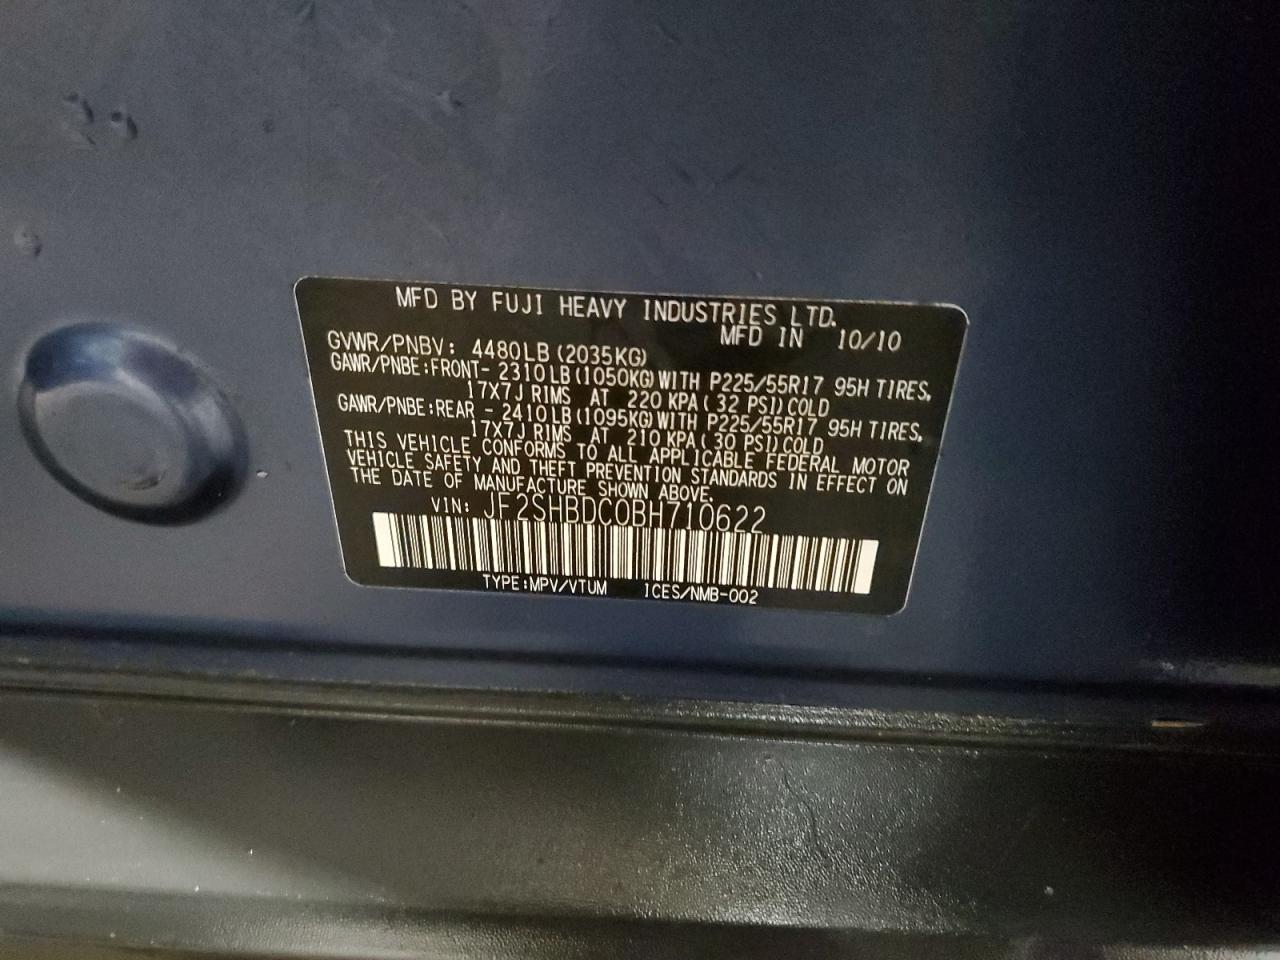 MFD BY FUJI HEAVY INDUSTRIES LTD.
MFD IN 10/10
GVWR/PNBV: 4480LB (2035KG)
GAWR/PNBE:FRONT- 2310LB (1050KG) WITH P225/55R17 95H TIRES,
17X7J RIMS AT 220 KPA ( 32 PSI) COLD
GAWR/PNBE:REAR - 2410LB (1095KG) WITH P225/55R17 95H TIRES,
17X7J RIMS AT 210 KPA ( 30 PSI) COLD
THIS VEHICLE CONFORMS TO ALL APPLICABLE FEDERAL MOTOR
VEHICLE SAFETY AND THEFT PREVENTION STANDARDS IN EFFECT ON
THE DATE OF MANUFACTURE SHOWN ABOVE.
VIN: JF2SHBDC0BH710622
TYPE:MPV/VTUM ICES/NMB-002